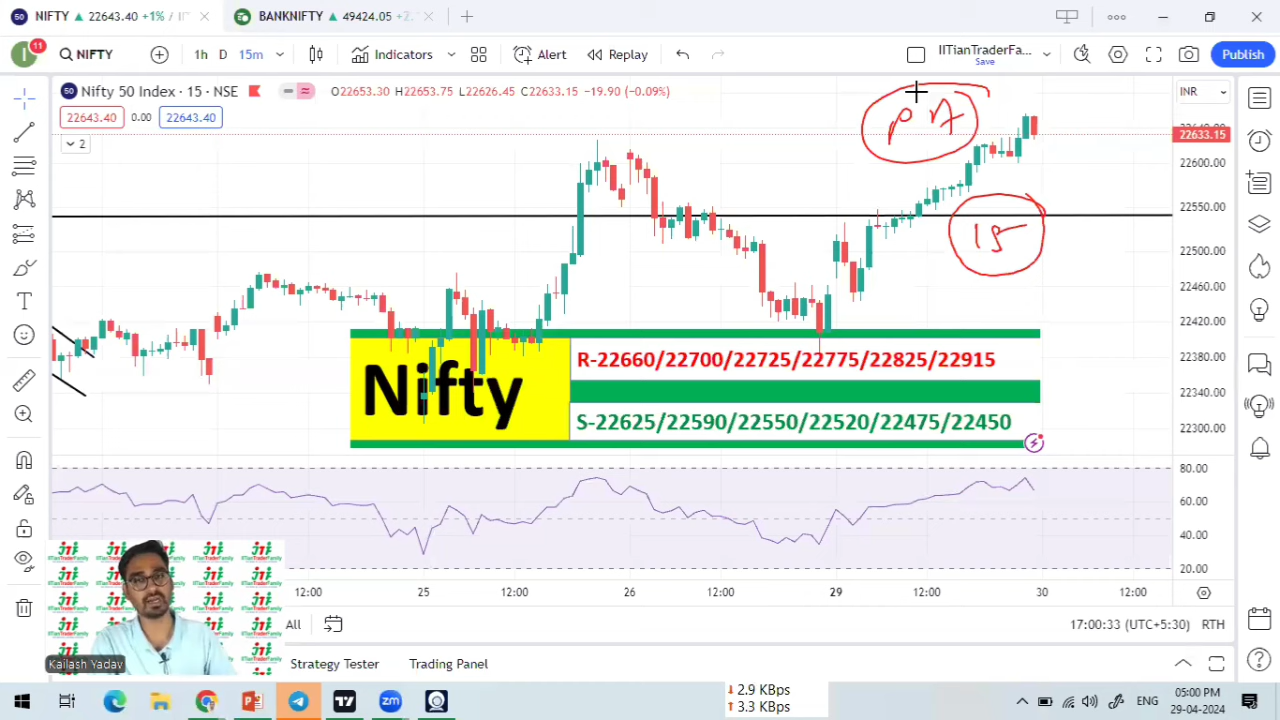 NIFTY ▲ 22643.40 +1% / II
BANKNIFTY ▲ 49424.05 +2.
11
NIFTY
1h D 15m
Indicators
Alert
Replay
IITianTraderFa...
Save
Publish
Nifty 50 Index · 15 · NSE
O22653.30 H22653.75 L22626.45 C22633.15 -19.90 (-0.09%)
INR
22643.40 0.00 22643.40
2
22633.15
22600.00
22550.00
22500.00
22460.00
22420.00
22380.00
22340.00
22300.00
15
Nifty
R-22660/22700/22725/22775/22825/22915
S-22625/22590/22550/22520/22475/22450
80.00
60.00
40.00
20.00
12:00 25 12:00 26 12:00 29 12:00 30 12:00
All
17:00:33 (UTC+5:30) RTH
IITianTraderFamily
Kailash Yadav
Strategy Tester
Trading Panel
2.9 KBps
3.3 KBps
ENG
05:00 PM
29-04-2024